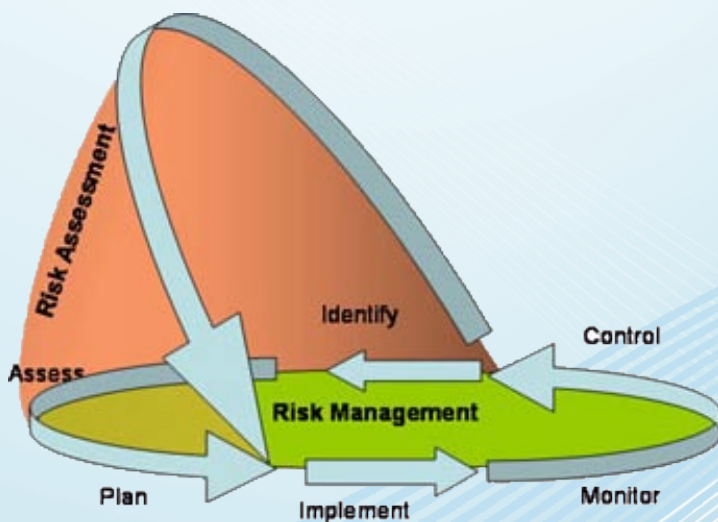 Risk Assessment
Identify
Control
Assess
Risk Management
Plan
Implement
Monitor